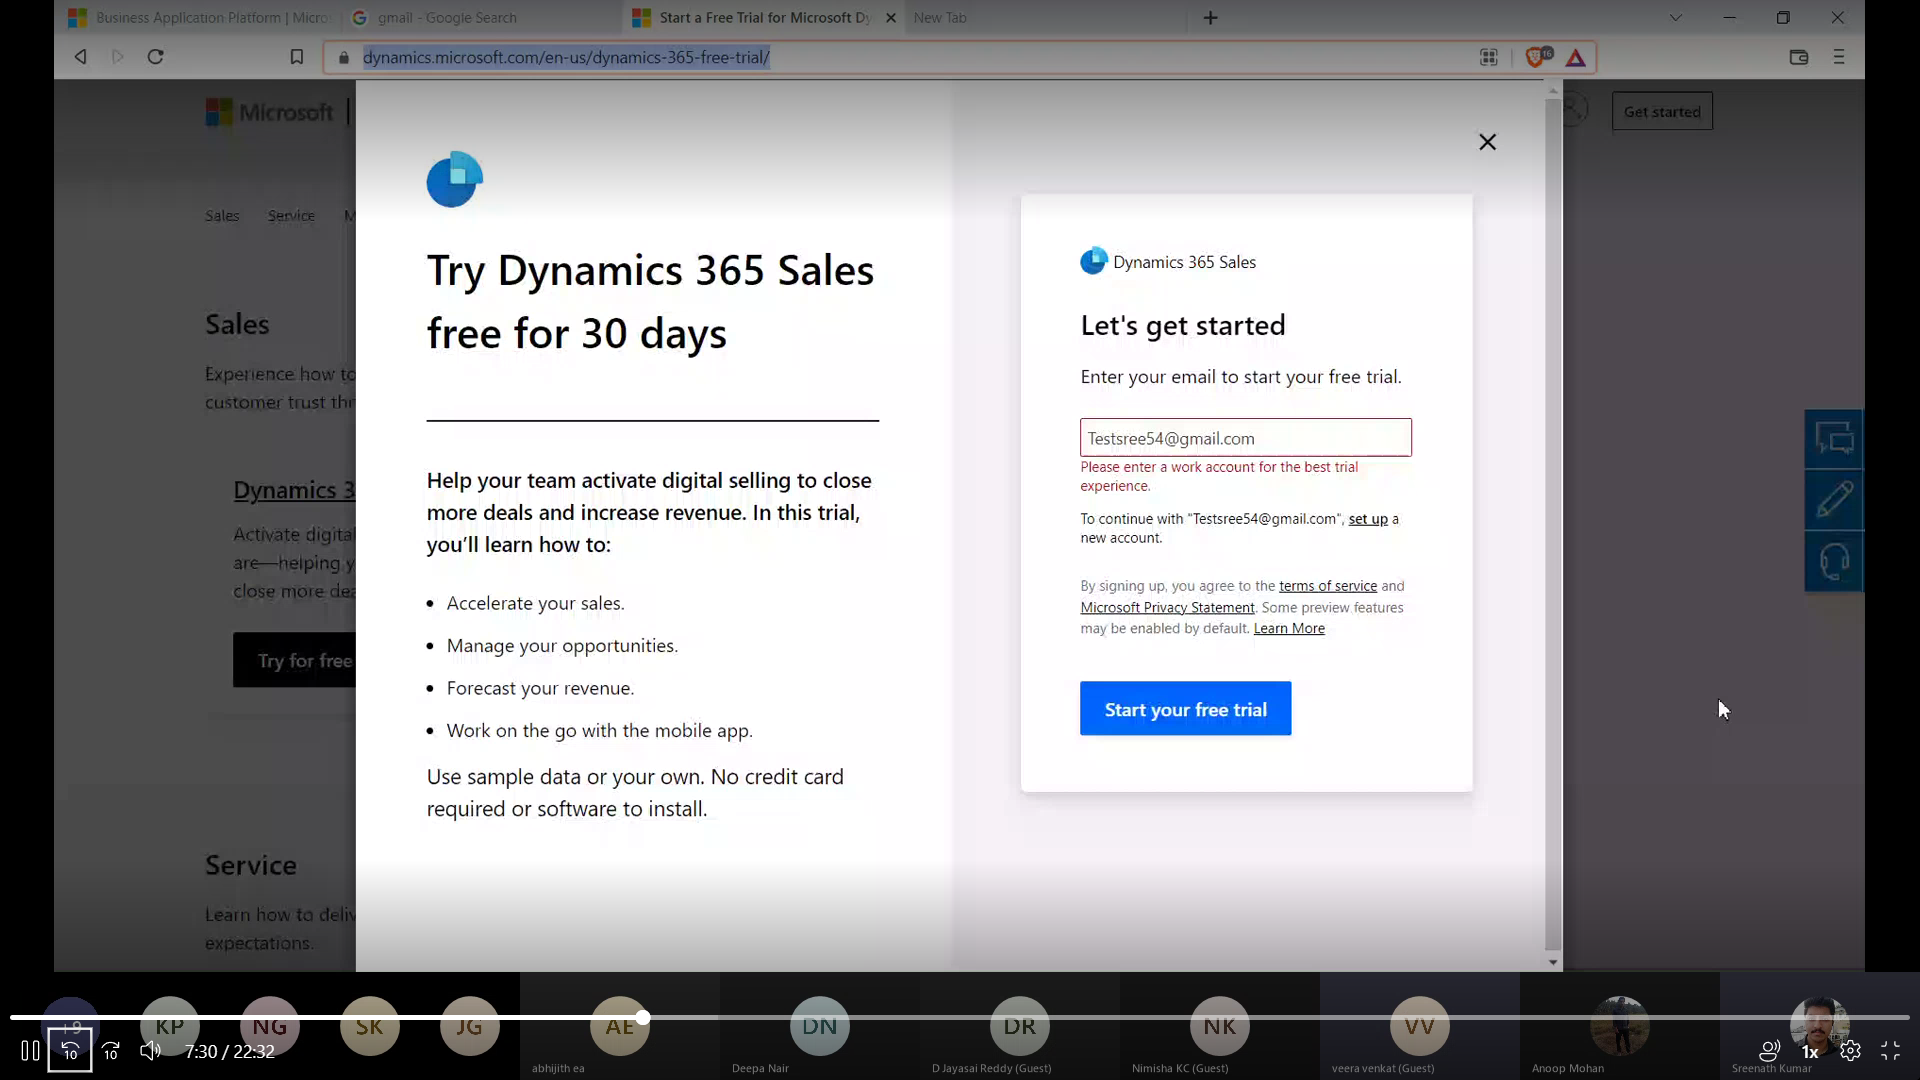 Business Application Platform | Micro
gmail - Google Search
Start a Free Trial for Microsoft Dy
New Tab
dynamics.microsoft.com/en-us/dynamics-365-free-trial/
16
Microsoft
Get started
Sales
Service
M
Sales
Experience how to
customer trust thr
Dynamics 3
Activate digital
are—helping y
close more dea
Try for free
Service
Learn how to deliv
expectations.
Try Dynamics 365 Sales
free for 30 days
Help your team activate digital selling to close
more deals and increase revenue. In this trial,
you'll learn how to:
• Accelerate your sales.
• Manage your opportunities.
• Forecast your revenue.
• Work on the go with the mobile app.
Use sample data or your own. No credit card
required or software to install.
Dynamics 365 Sales
Let's get started
Enter your email to start your free trial.
Testsree54@gmail.com
Please enter a work account for the best trial
experience.
To continue with "Testsree54@gmail.com", set up a
new account.
By signing up, you agree to the terms of service and
Microsoft Privacy Statement. Some preview features
may be enabled by default. Learn More
Start your free trial
+9
KP
NG
SK
JG
AE
DN
DR
NK
VV
10
10
7:30 / 22:32
1x
abhijith ea
Deepa Nair
D Jayasai Reddy (Guest)
Nimisha KC (Guest)
veera venkat (Guest)
Anoop Mohan
Sreenath Kumar